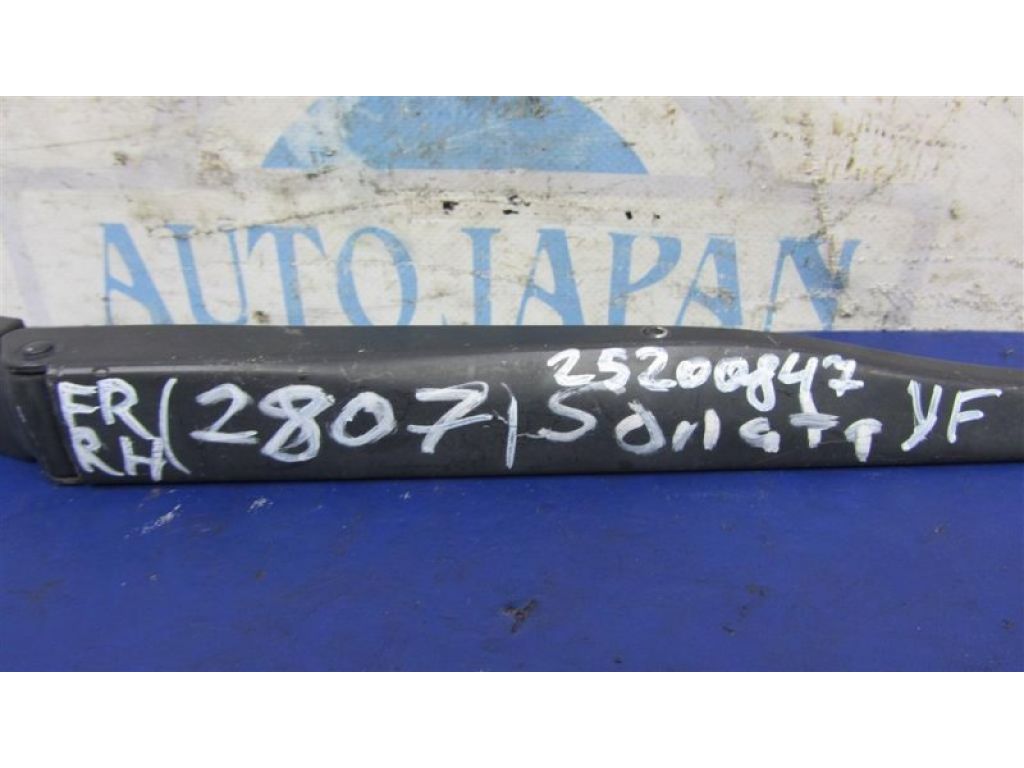 AUTO JAPAN
25200847
FR (2807) Sonata YF
RH